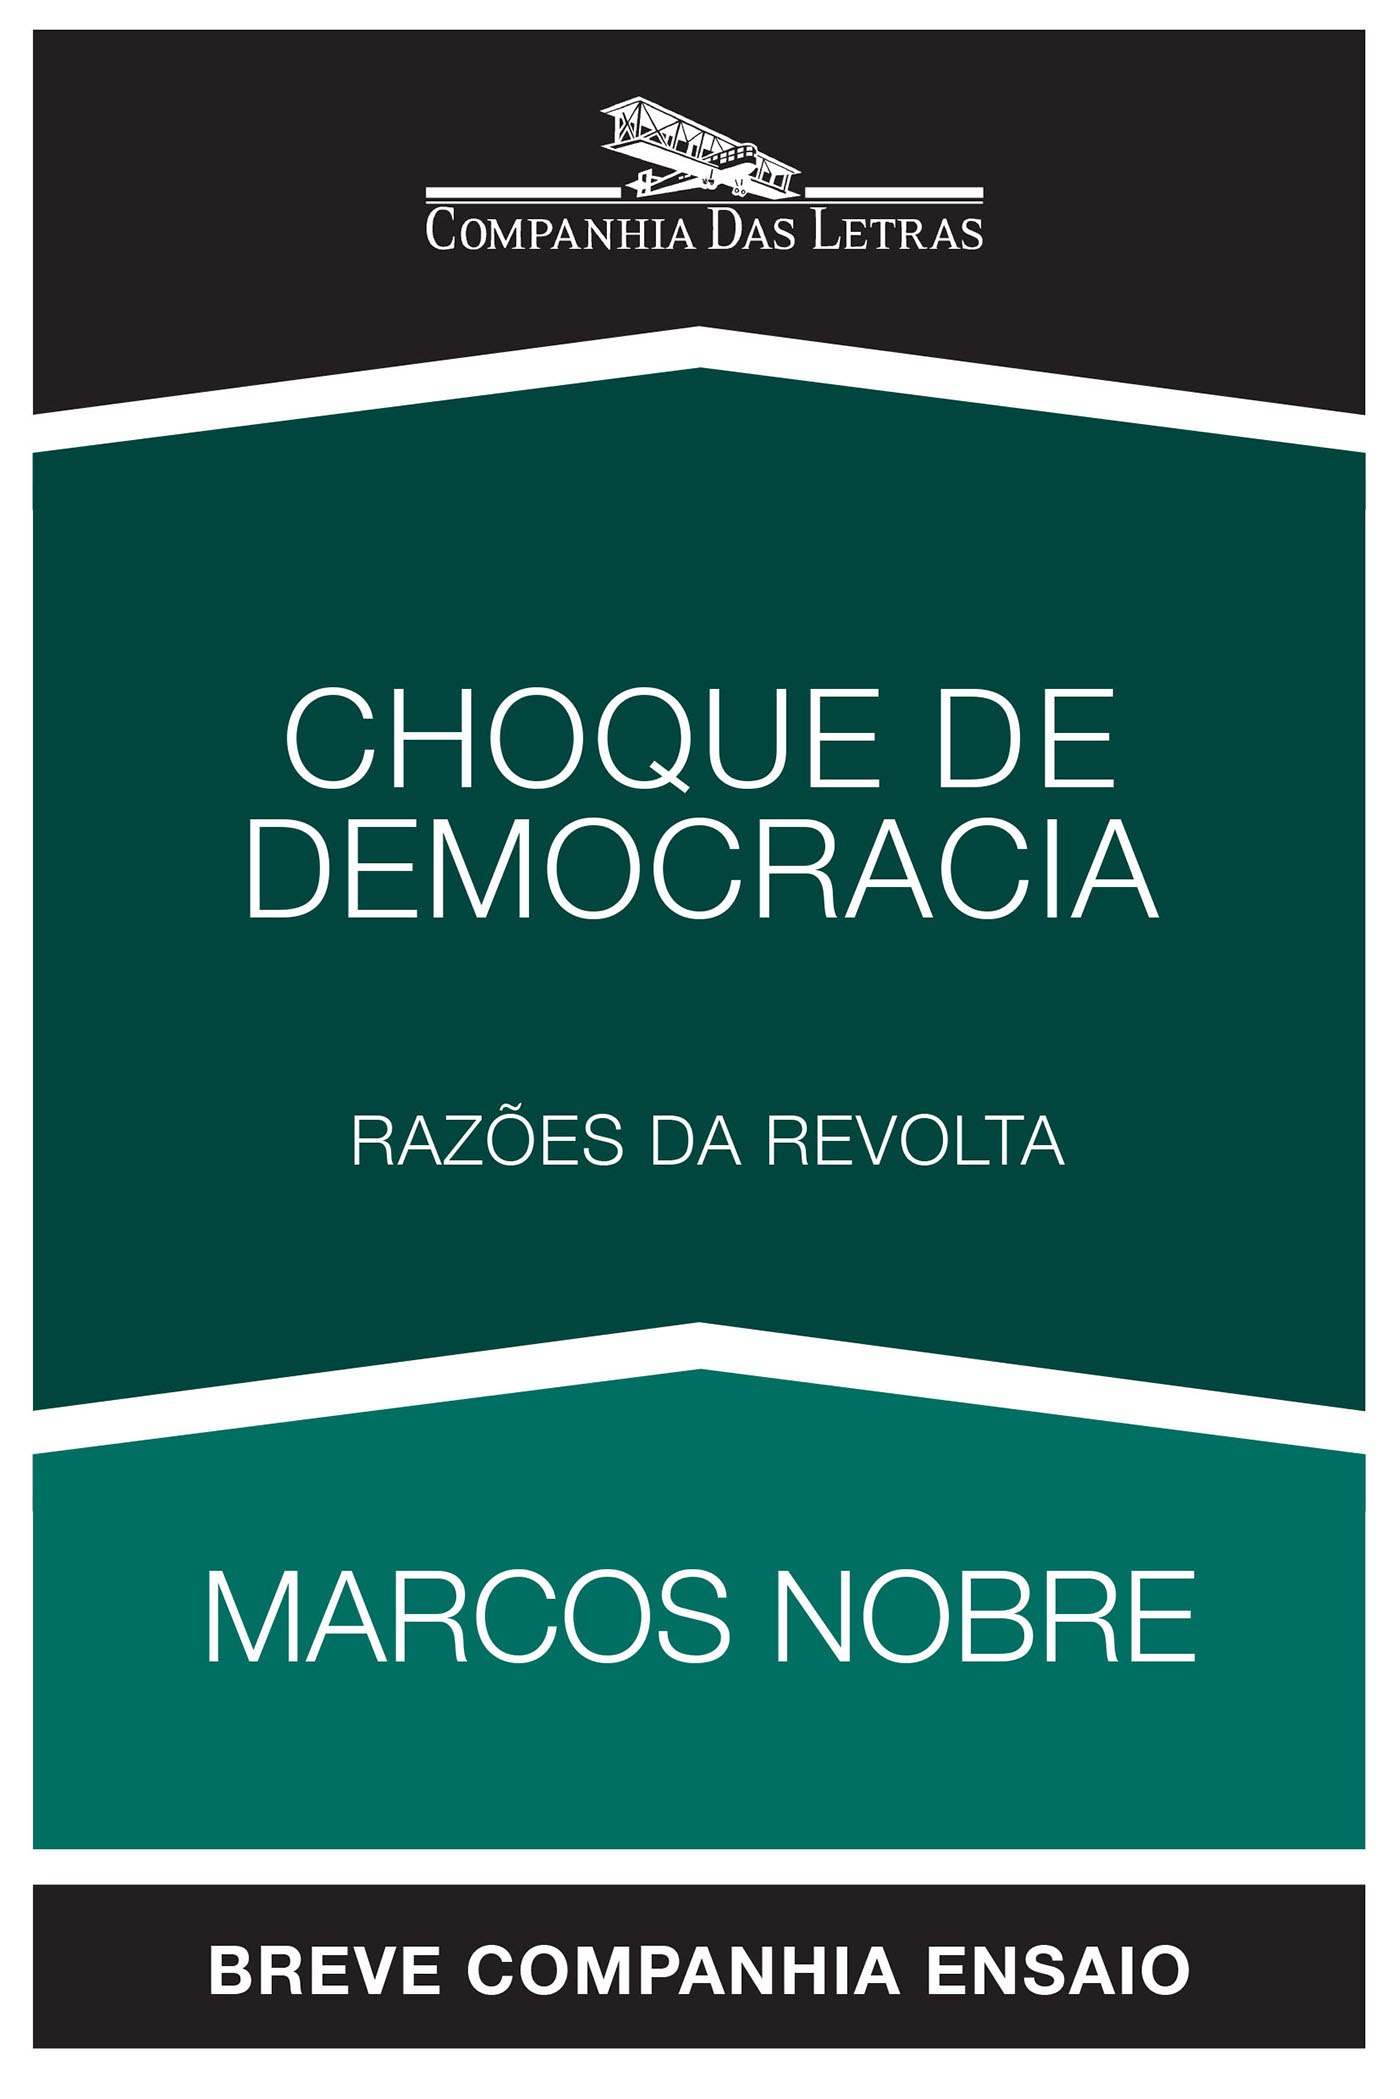 COMPANHIA DAS LETRAS
CHOQUE DE
DEMOCRACIA
RAZÕES DA REVOLTA
MARCOS NOBRE
BREVE COMPANHIA ENSAIO